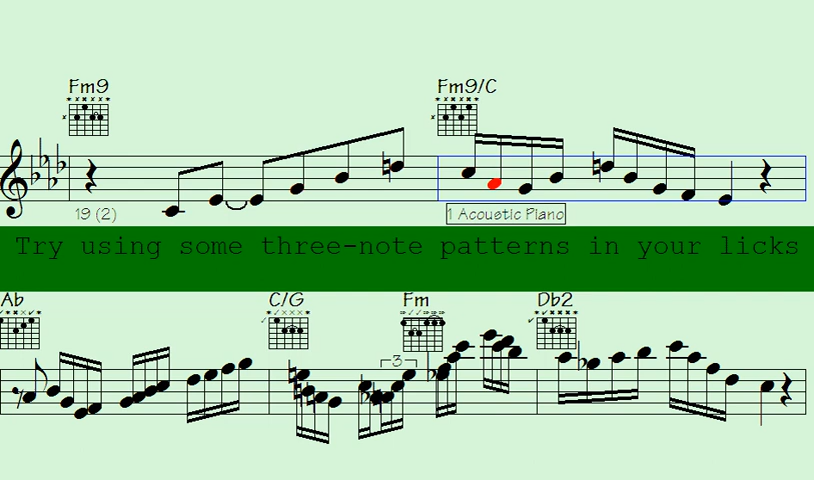 Fm9 Fm9/C
19 (2) 1 Acoustic Piano
Try using some three-note patterns in your licks
Ab C/G Fm Db2
3